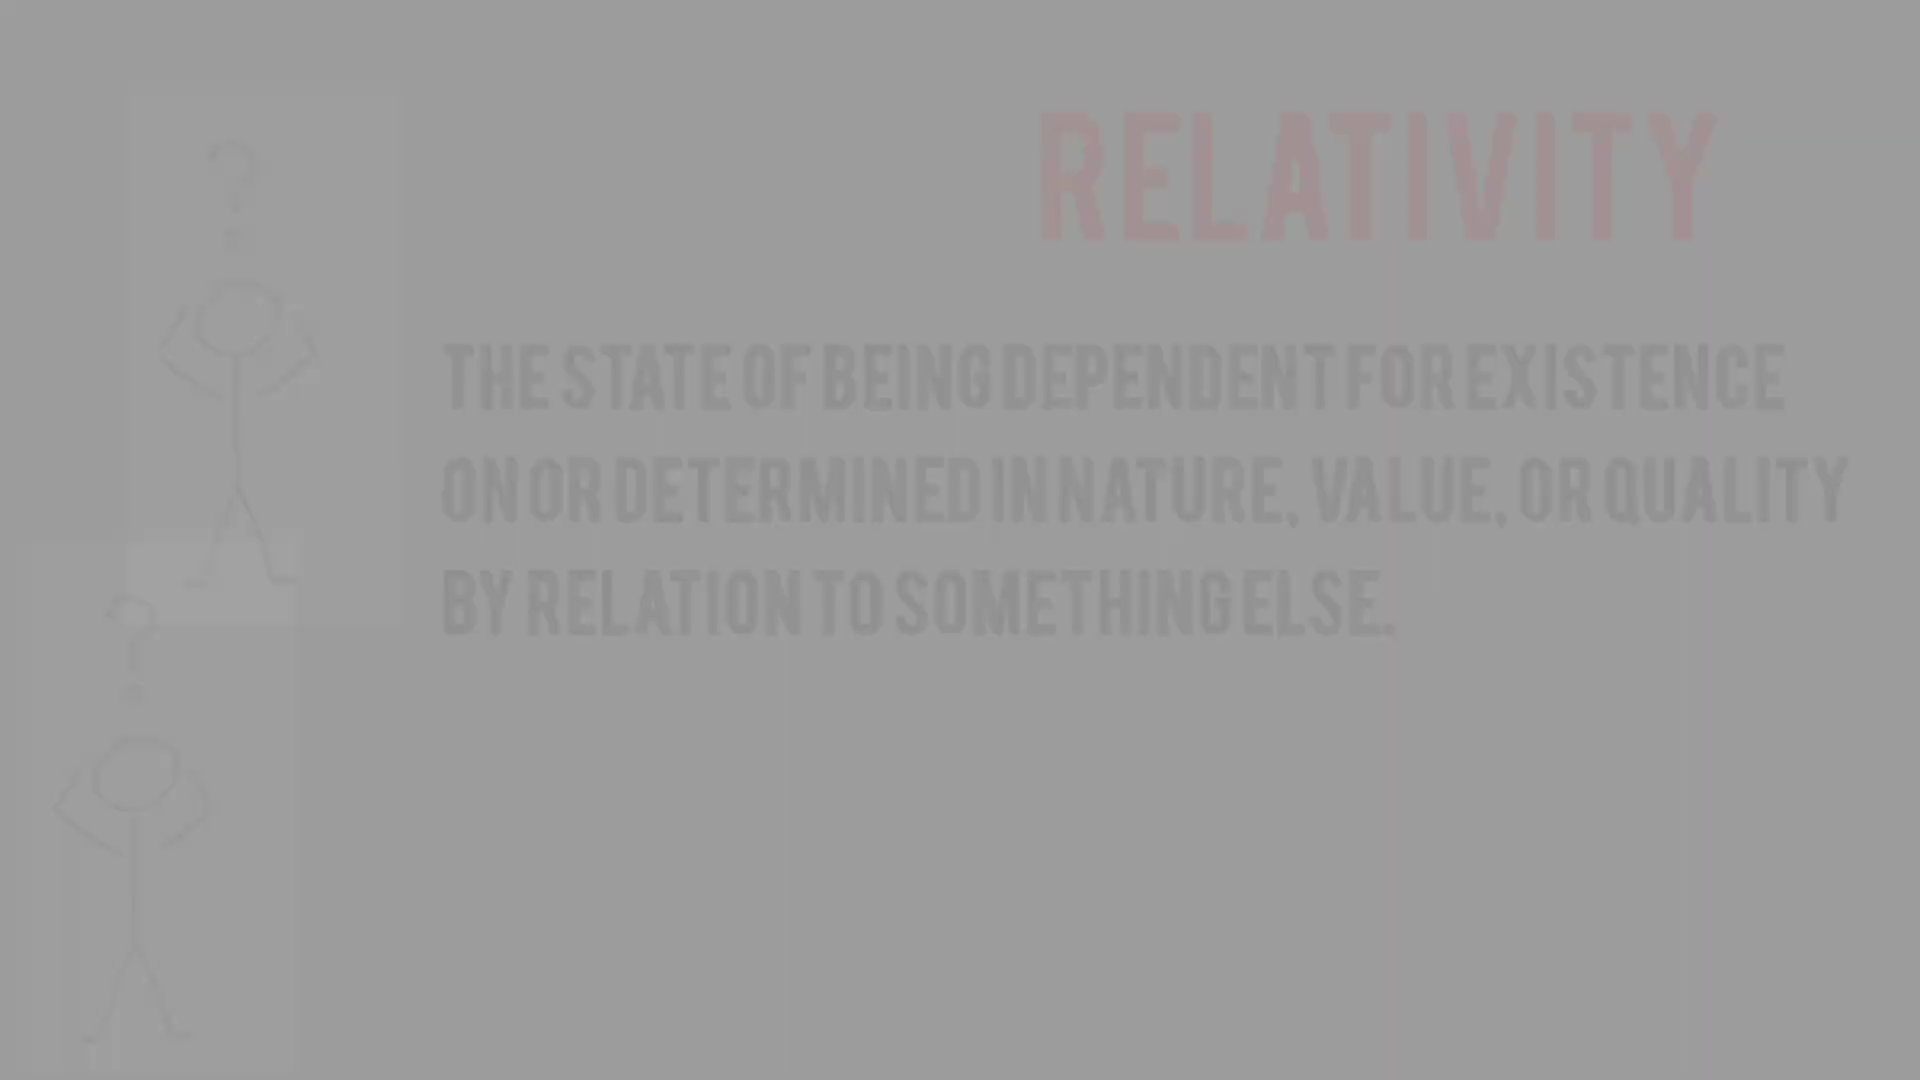 RELATIVITY
THE STATE OF BEING DEPENDENT FOR EXISTENCE
ON OR DETERMINED IN NATURE, VALUE, OR QUALITY
BY RELATION TO SOMETHING ELSE.
?
?